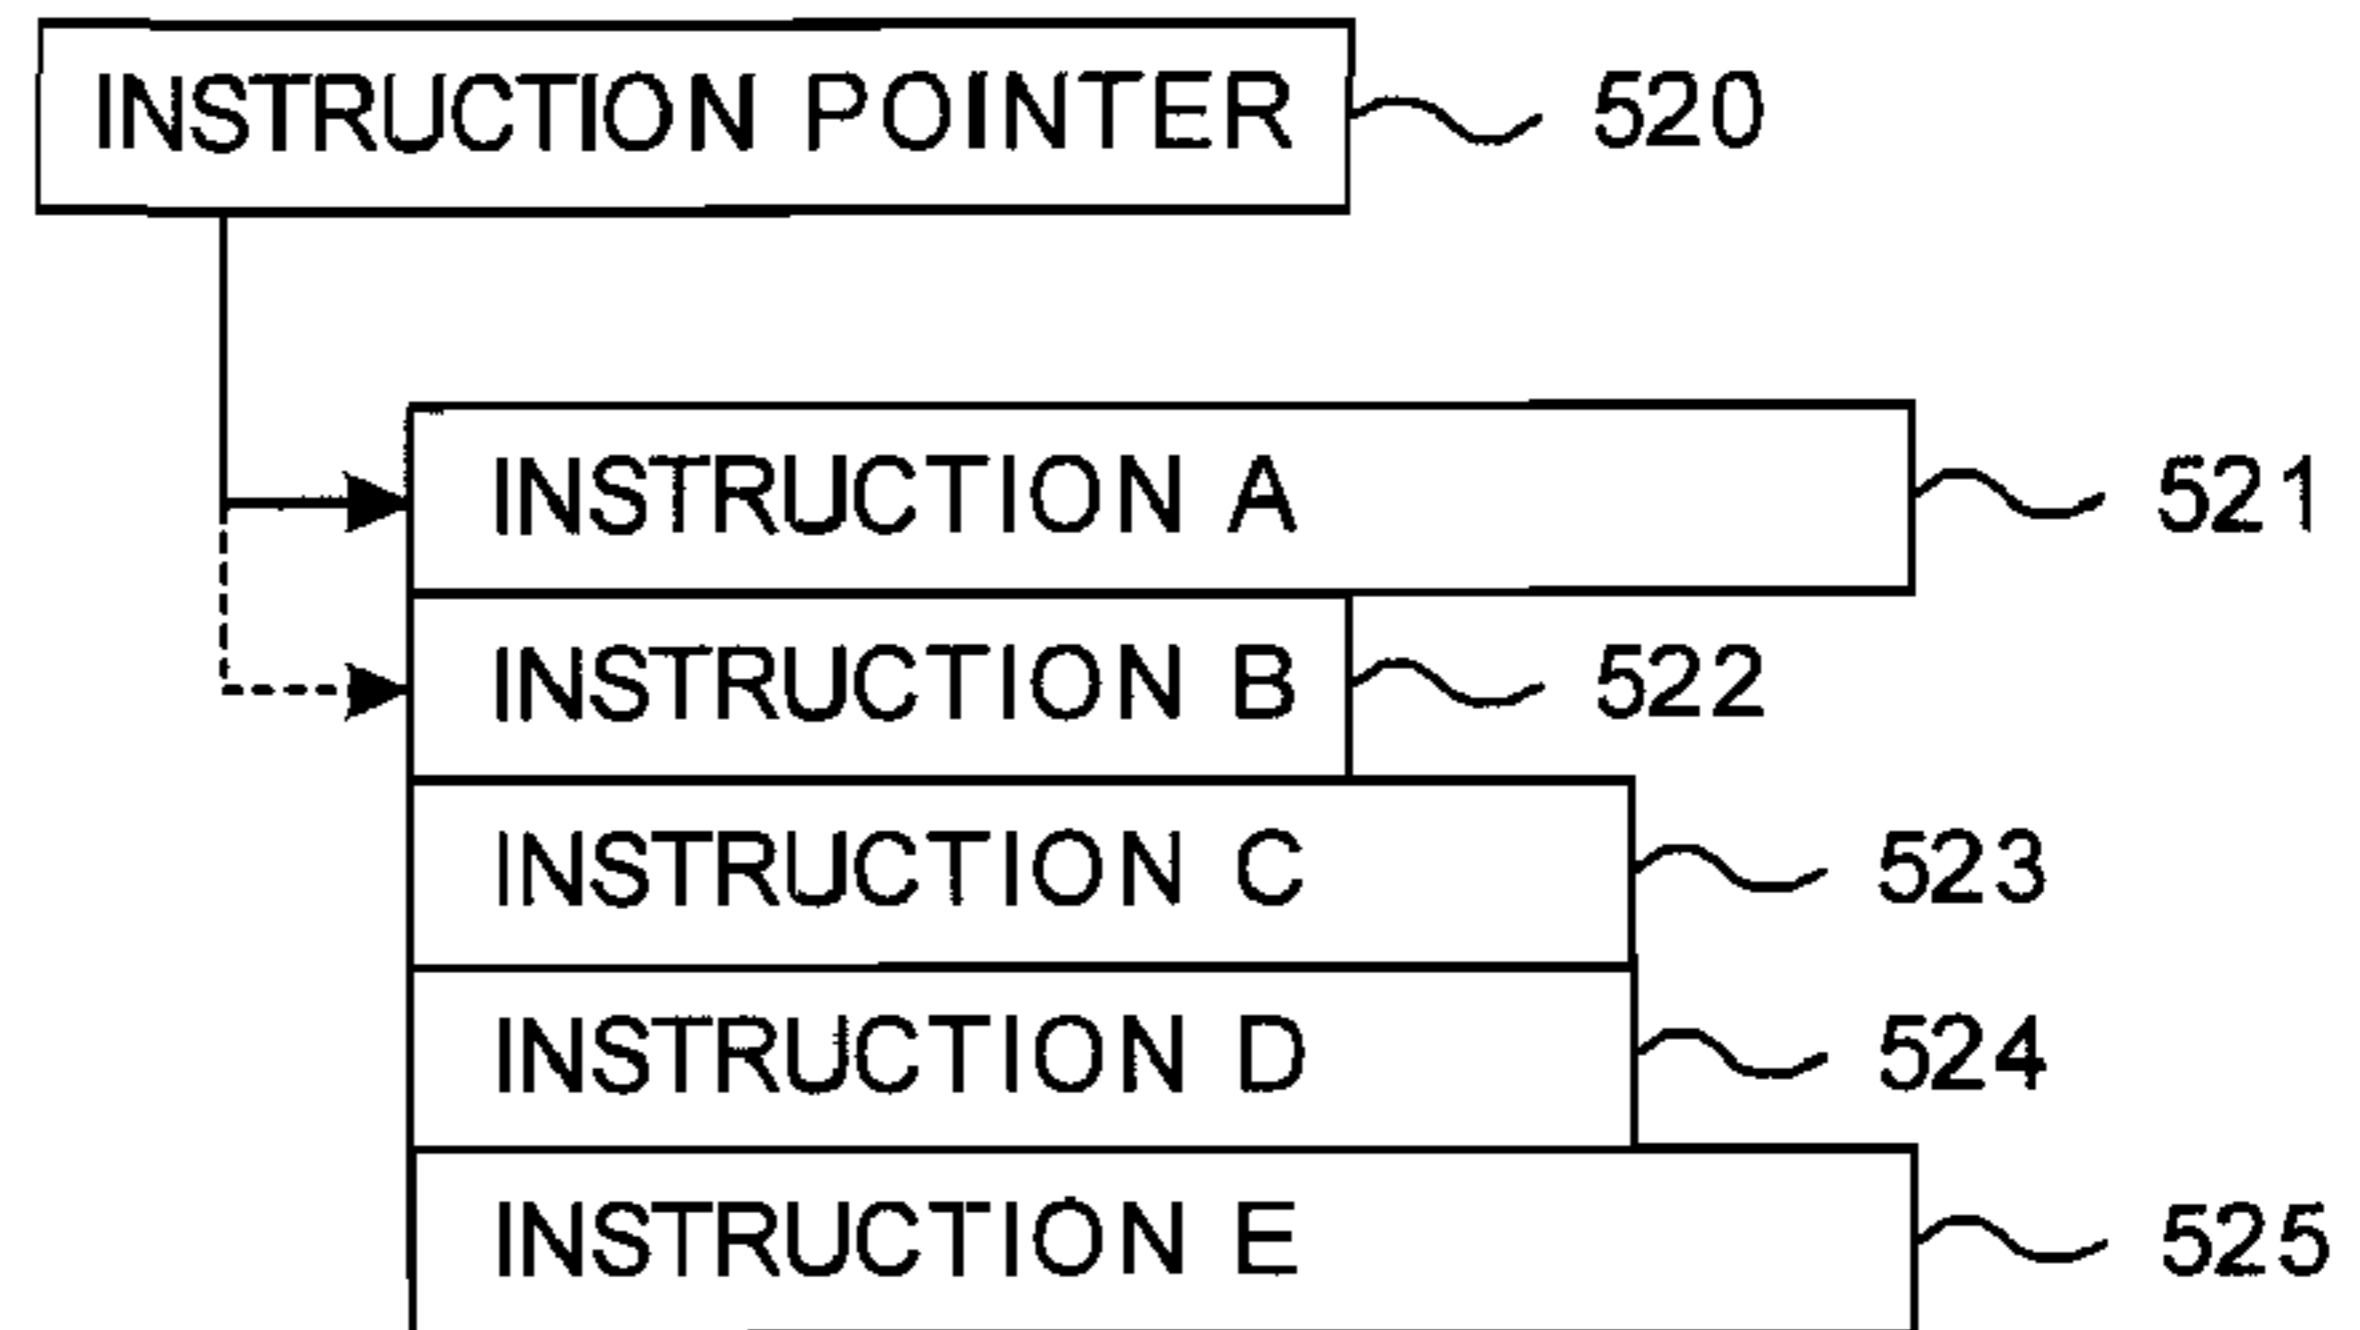 INSTRUCTION POINTER 520
INSTRUCTION A 521
INSTRUCTION B 522
INSTRUCTION C 523
INSTRUCTION D 524
INSTRUCTION E 525